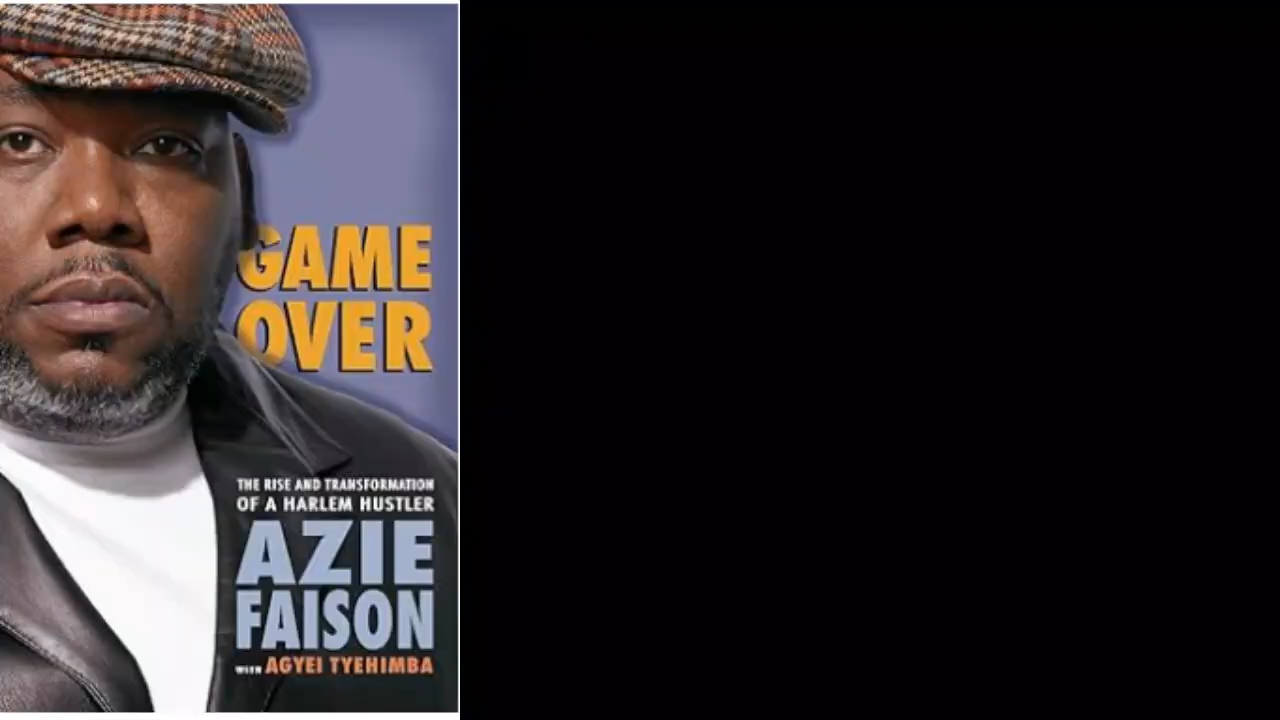 GAME
OVER
THE RISE AND TRANSFORMATION
OF A HARLEM HUSTLER
AZIE
FAISON
WITH AGYEI TYEHIMBA